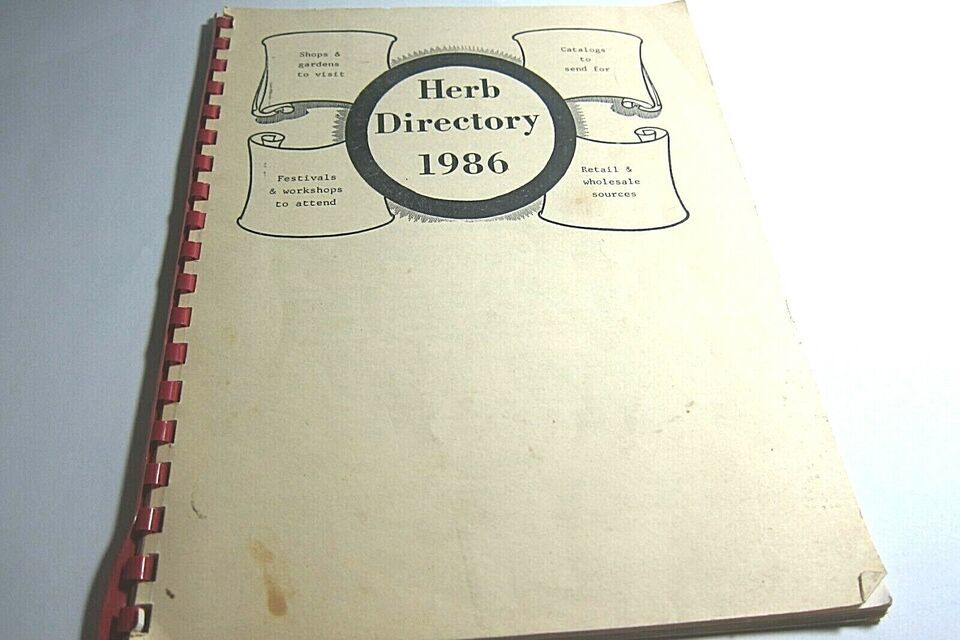 Shops &
gardens
to visit
Catalogs
to
send for
Herb
Directory
1986
Festivals
& workshops
to attend
Retail &
wholesale
sources